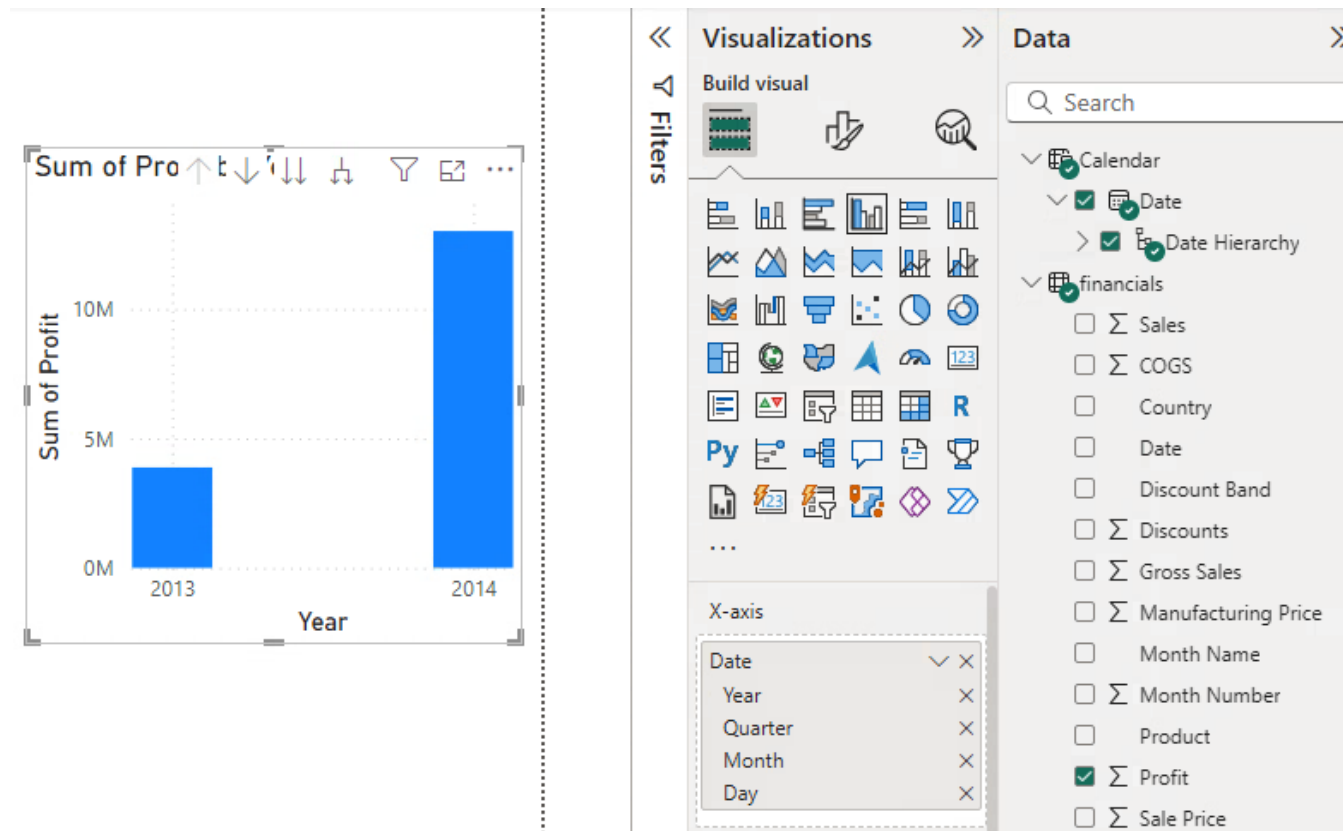 Sum of Pro
10M
5M
0M
Sum of Profit
2013
2014
Year
Filters
Visualizations
Build visual
123
R
Py
123
X-axis
Date
Year
Quarter
Month
Day
Data
Search
Calendar
Date
Date Hierarchy
financials
Sales
COGS
Country
Date
Discount Band
Discounts
Gross Sales
Manufacturing Price
Month Name
Month Number
Product
Profit
Sale Price